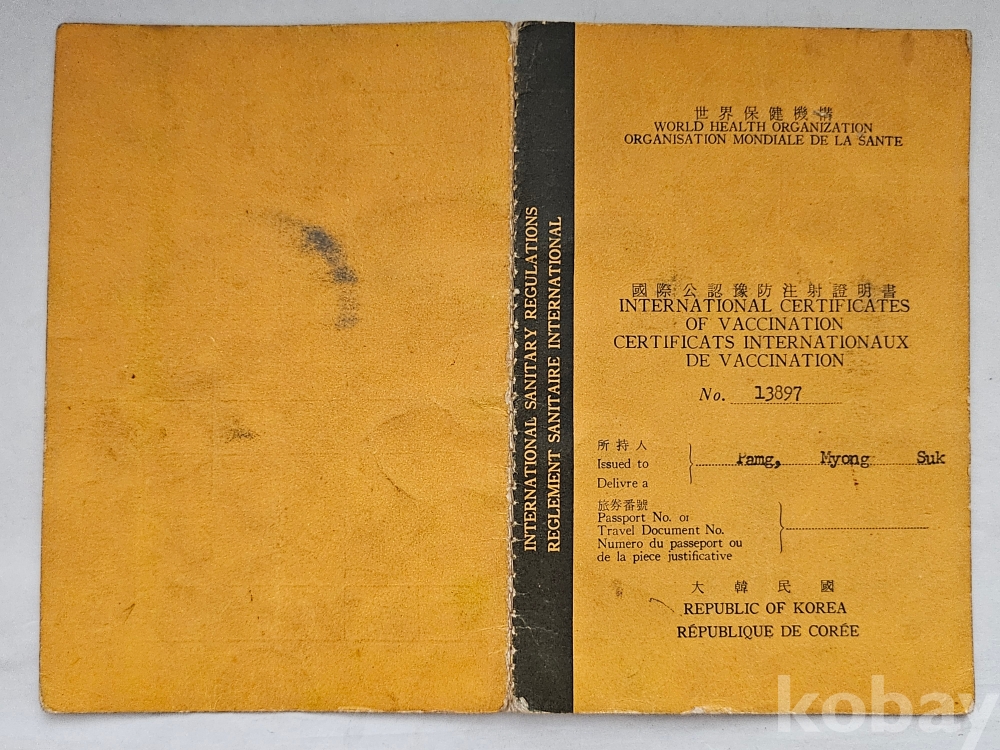 世界保健機構
WORLD HEALTH ORGANIZATION
ORGANISATION MONDIALE DE LA SANTE
INTERNATIONAL SANITARY REGULATIONS
REGLEMENT SANITAIRE INTERNATIONAL
國際公認豫防注射證明書
INTERNATIONAL CERTIFICATES
OF VACCINATION
CERTIFICATS INTERNATIONAUX
DE VACCINATION
No. 13897
所持人
Issued to
Delivre a
Myong Suk
旅券番號
Passport No. or
Travel Document No.
Numero du passeport ou
de la piece justificative
大韓民國
REPUBLIC OF KOREA
RÉPUBLIQUE DE CORÉE
kobay